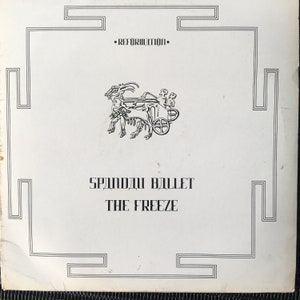 •REFORMATION•
SPANDAU BALLET
THE FREEZE